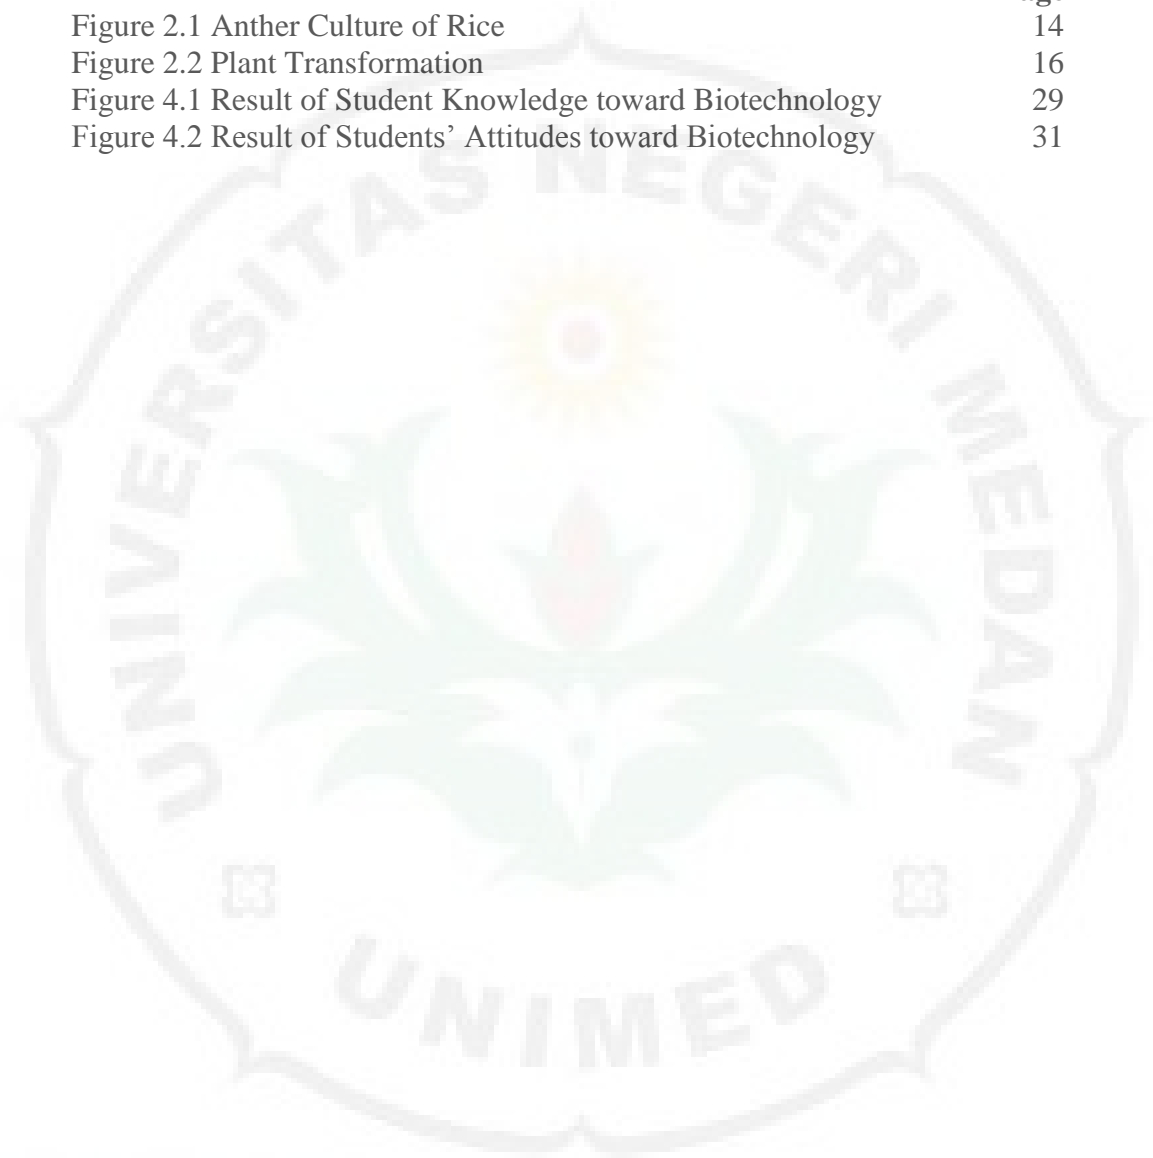 Figure 2.1 Anther Culture of Rice 14
Figure 2.2 Plant Transformation 16
Figure 4.1 Result of Student Knowledge toward Biotechnology 29
Figure 4.2 Result of Students’ Attitudes toward Biotechnology 31
UNIVERSITAS NEGERI MEDAN
UNIMED